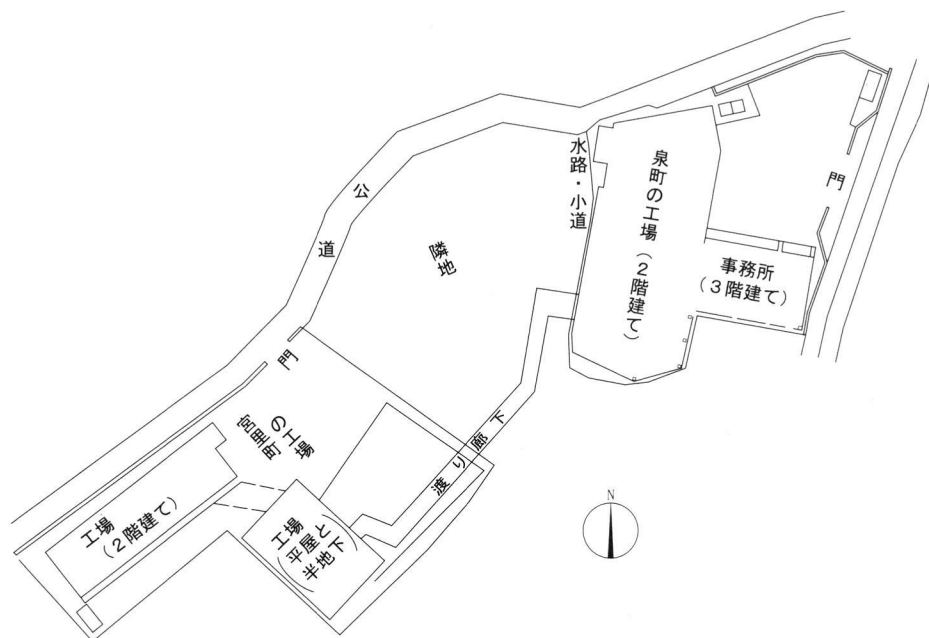 公道
水路・小道
泉町の工場（２階建て）
門
事務所
（３階建て）
隣地
門
宮里町
の工場
渡り廊下
工場
（２階建て）
工場
（平屋と
半地下）
N